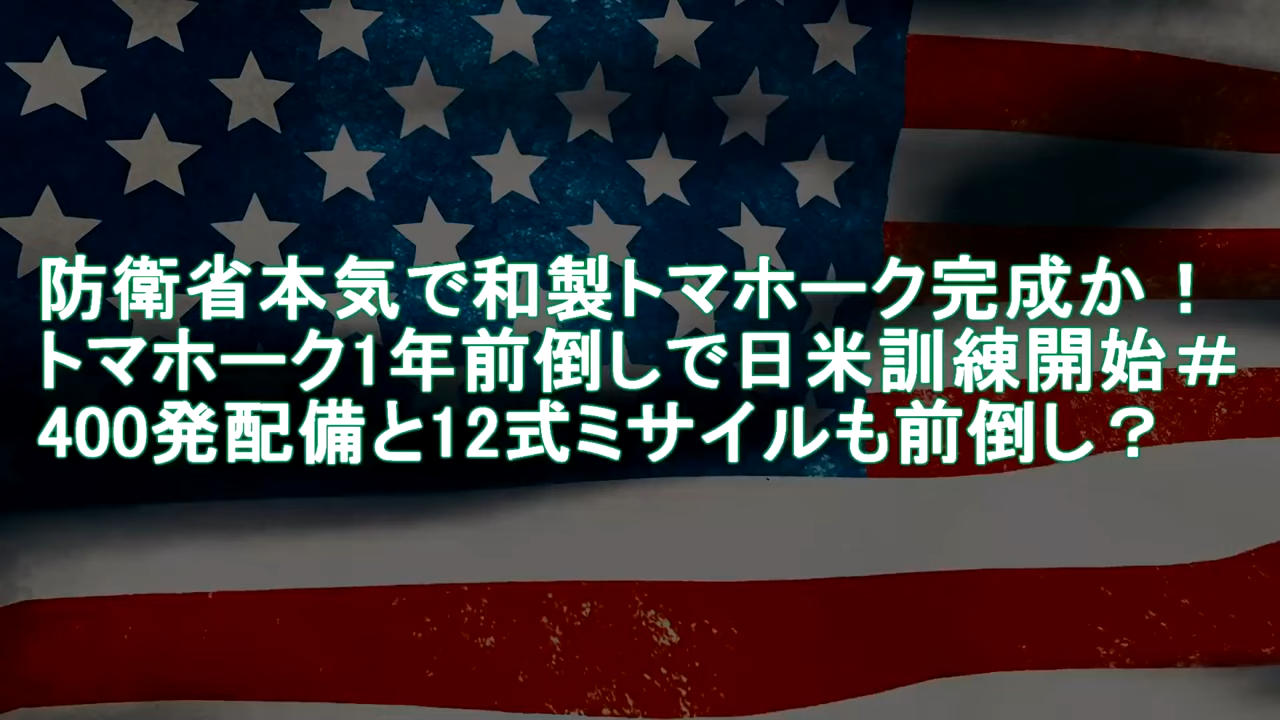 防衛省本気で和製トマホーク完成か！
トマホーク1年前倒しで日米訓練開始＃
400発配備と12式ミサイルも前倒し？